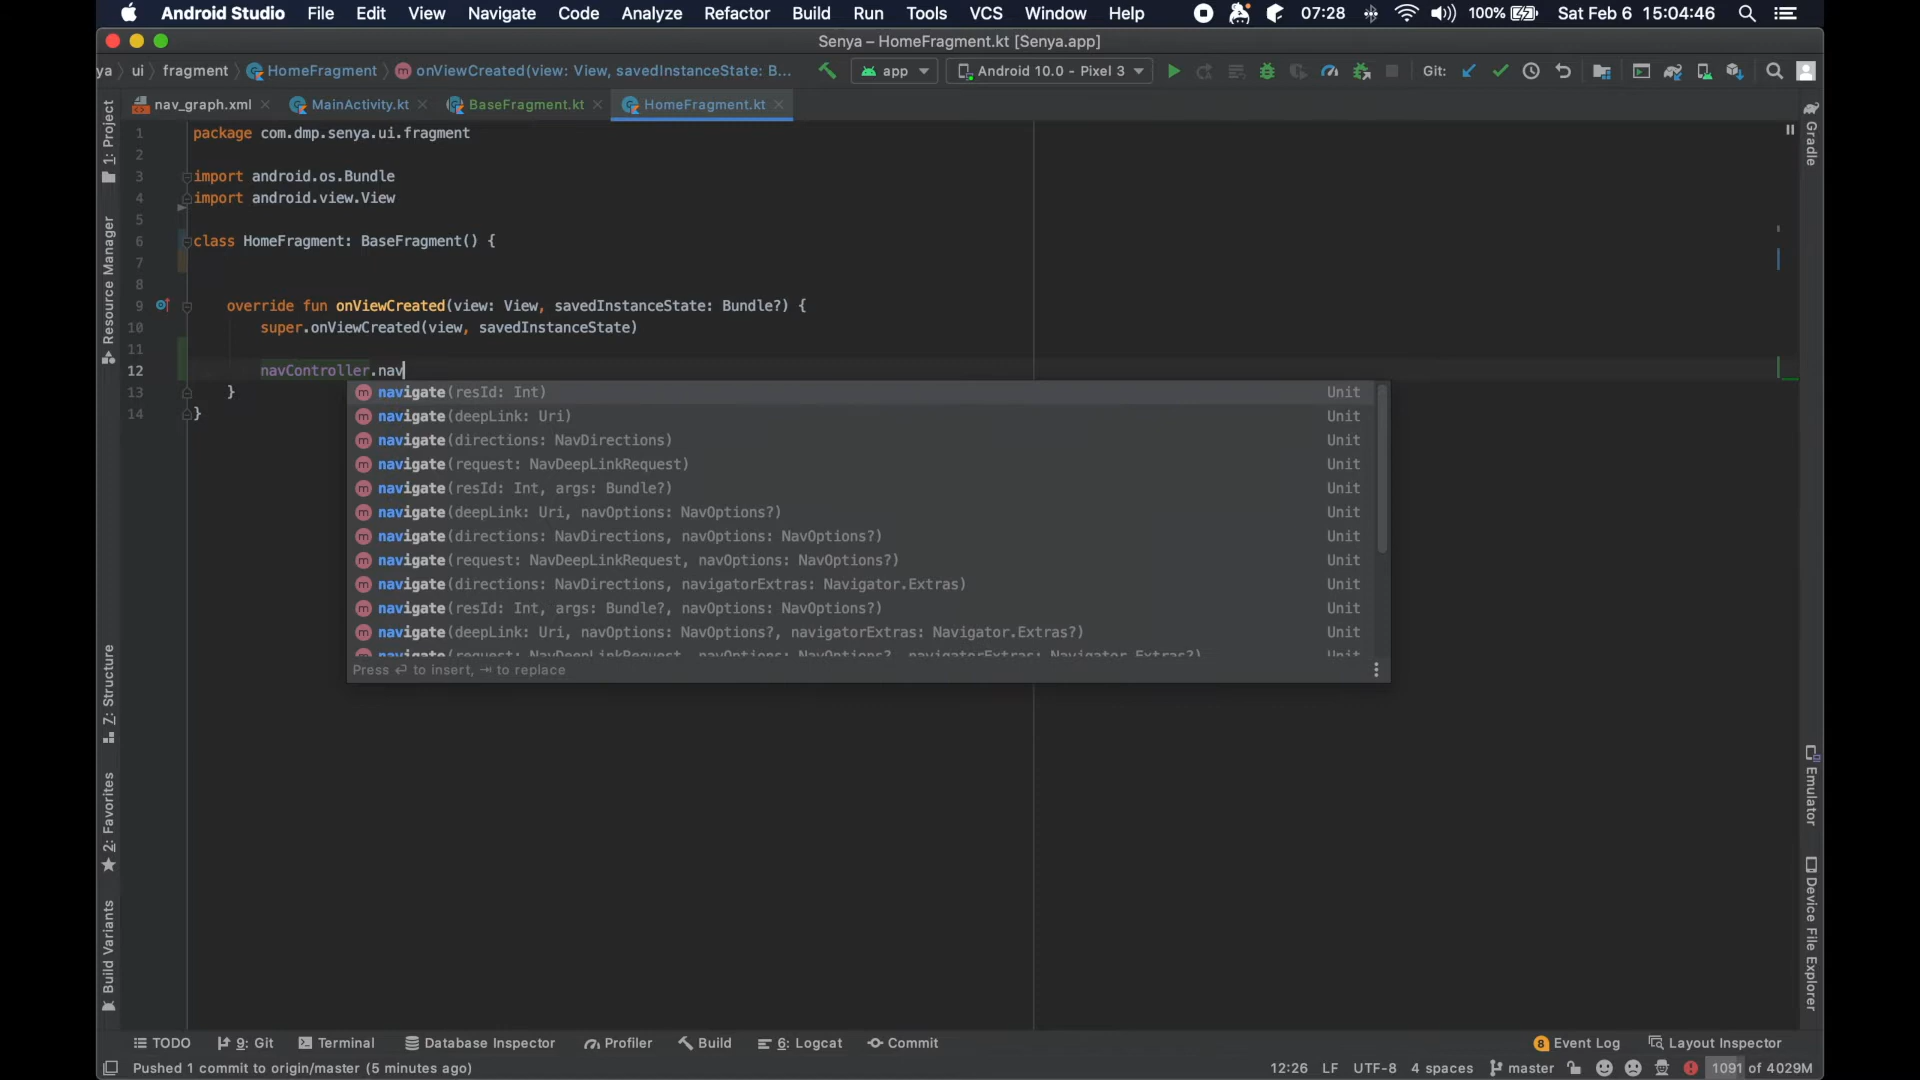 Android Studio File Edit View Navigate Code Analyze Refactor Build Run Tools VCS Window Help 07:28 100% Sat Feb 6 15:04:46
Senya – HomeFragment.kt [Senya.app]
ya ui fragment HomeFragment onViewCreated(view: View, savedInstanceState: B... app Android 10.0 - Pixel 3 Git:
nav_graph.xml MainActivity.kt BaseFragment.kt HomeFragment.kt
1 package com.dmp.senya.ui.fragment
2
3 import android.os.Bundle
4 import android.view.View
5
6 class HomeFragment: BaseFragment() {
7
8
9 override fun onViewCreated(view: View, savedInstanceState: Bundle?) {
10 super.onViewCreated(view, savedInstanceState)
11
12 navController.nav
13 }
14 }
m navigate(resId: Int) Unit
m navigate(deepLink: Uri) Unit
m navigate(directions: NavDirections) Unit
m navigate(request: NavDeepLinkRequest) Unit
m navigate(resId: Int, args: Bundle?) Unit
m navigate(deepLink: Uri, navOptions: NavOptions?) Unit
m navigate(directions: NavDirections, navOptions: NavOptions?) Unit
m navigate(request: NavDeepLinkRequest, navOptions: NavOptions?) Unit
m navigate(directions: NavDirections, navigatorExtras: Navigator.Extras) Unit
m navigate(resId: Int, args: Bundle?, navOptions: NavOptions?) Unit
m navigate(deepLink: Uri, navOptions: NavOptions?, navigatorExtras: Navigator.Extras?) Unit
m navigate(request: NavDeepLinkRequest, navOptions: NavOptions?, navigatorExtras: Navigator.Extras?) Unit
Press ↵ to insert, ⇥ to replace
1: Project
Resource Manager
Z: Structure
2: Favorites
Build Variants
Gradle
Emulator
Device File Explorer
TODO 9: Git Terminal Database Inspector Profiler Build 6: Logcat Commit 8 Event Log Layout Inspector
Pushed 1 commit to origin/master (5 minutes ago) 12:26 LF UTF-8 4 spaces master 1091 of 4029M